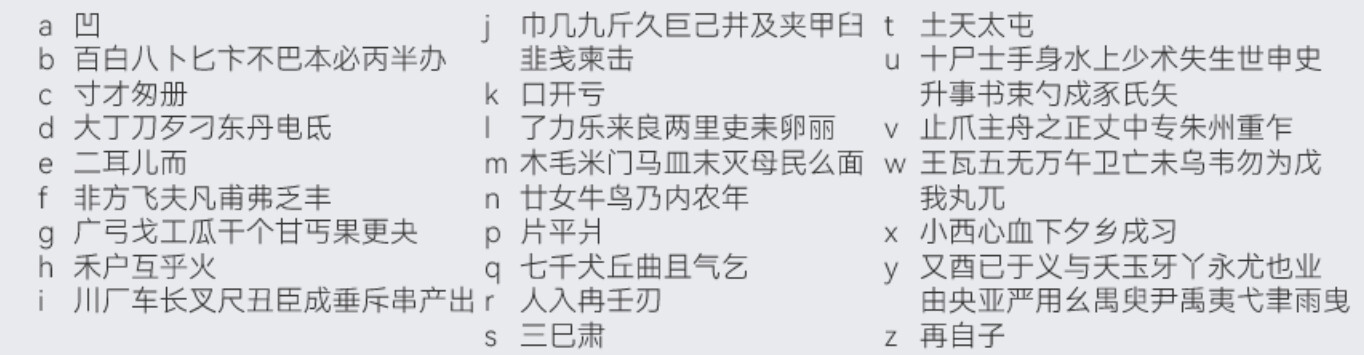 a 凹
b 百白八卜匕卞不巴本必丙半办
c 寸才匆册
d 大丁刀歹刁东丹电氐
e 二耳儿而
f 非方飞夫凡甫弗乏丰
g 广弓戈工瓜干个甘丐果更夬
h 禾户互乎火
i 川厂车长叉尺丑臣成垂斥串产出
j 巾几九斤久巨己井及夹甲臼
韭戋柬击
k 口开亏
l 了力乐来良两里吏耒卵丽
m 木毛米门马皿末灭母民么面
n 廿女牛鸟乃内农年
p 片平爿
q 七千犬丘曲且气乞
r 人入冉壬刃
s 三巳肃
t 土天太屯
u 十尸士手身水上少术失生世申史
升事书束勺戍豕氏矢
v 止爪主舟之正丈中专朱州重乍
w 王瓦五无万午卫亡未乌韦勿为戊
我丸兀
x 小西心血下夕乡戌习
y 又酉已于义与夭玉牙丫永尤也业
由央亚严用幺禺臾尹禹夷弋聿雨曳
z 再自子